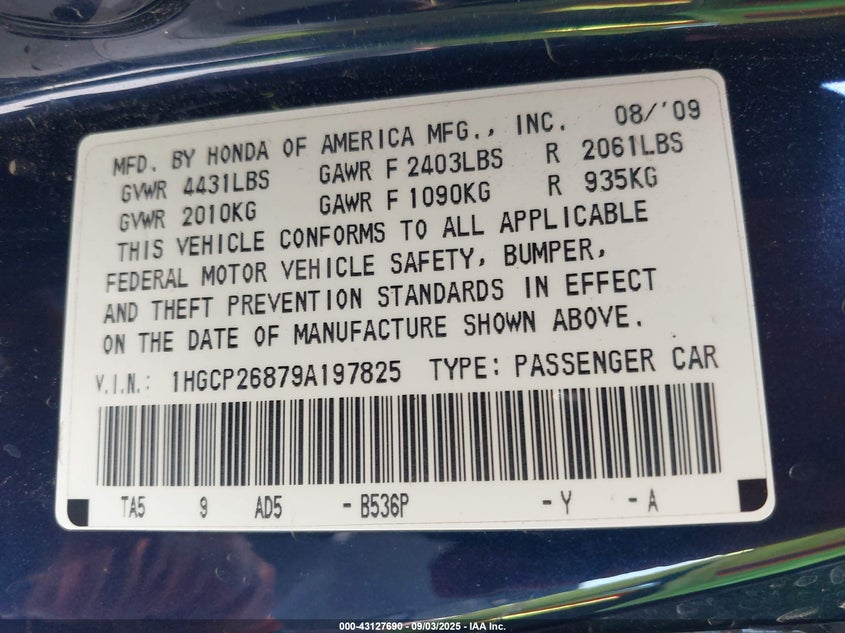 MFD. BY HONDA OF AMERICA MFG., INC. 08/'09
GVWR 4431LBS GAWR F 2403LBS R 2061LBS
GVWR 2010KG GAWR F 1090KG R 935KG
THIS VEHICLE CONFORMS TO ALL APPLICABLE
FEDERAL MOTOR VEHICLE SAFETY, BUMPER,
AND THEFT PREVENTION STANDARDS IN EFFECT
ON THE DATE OF MANUFACTURE SHOWN ABOVE.
V.I.N.: 1HGCP26879A197825 TYPE: PASSENGER CAR
TA5 9 AD5 - B536P - Y - A
000-43127690 - 09/03/2025 - IAA Inc.